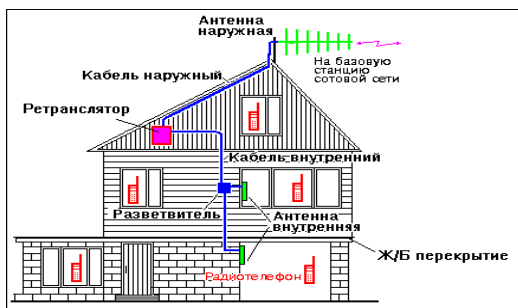 Антенна
наружная
На базовую
станцию
сотовой сети
Кабель наружный
Ретранслятор
Кабель внутренний
Разветвитель
Антенна
внутренняя
Ж/Б перекрытие
Радиотелефон